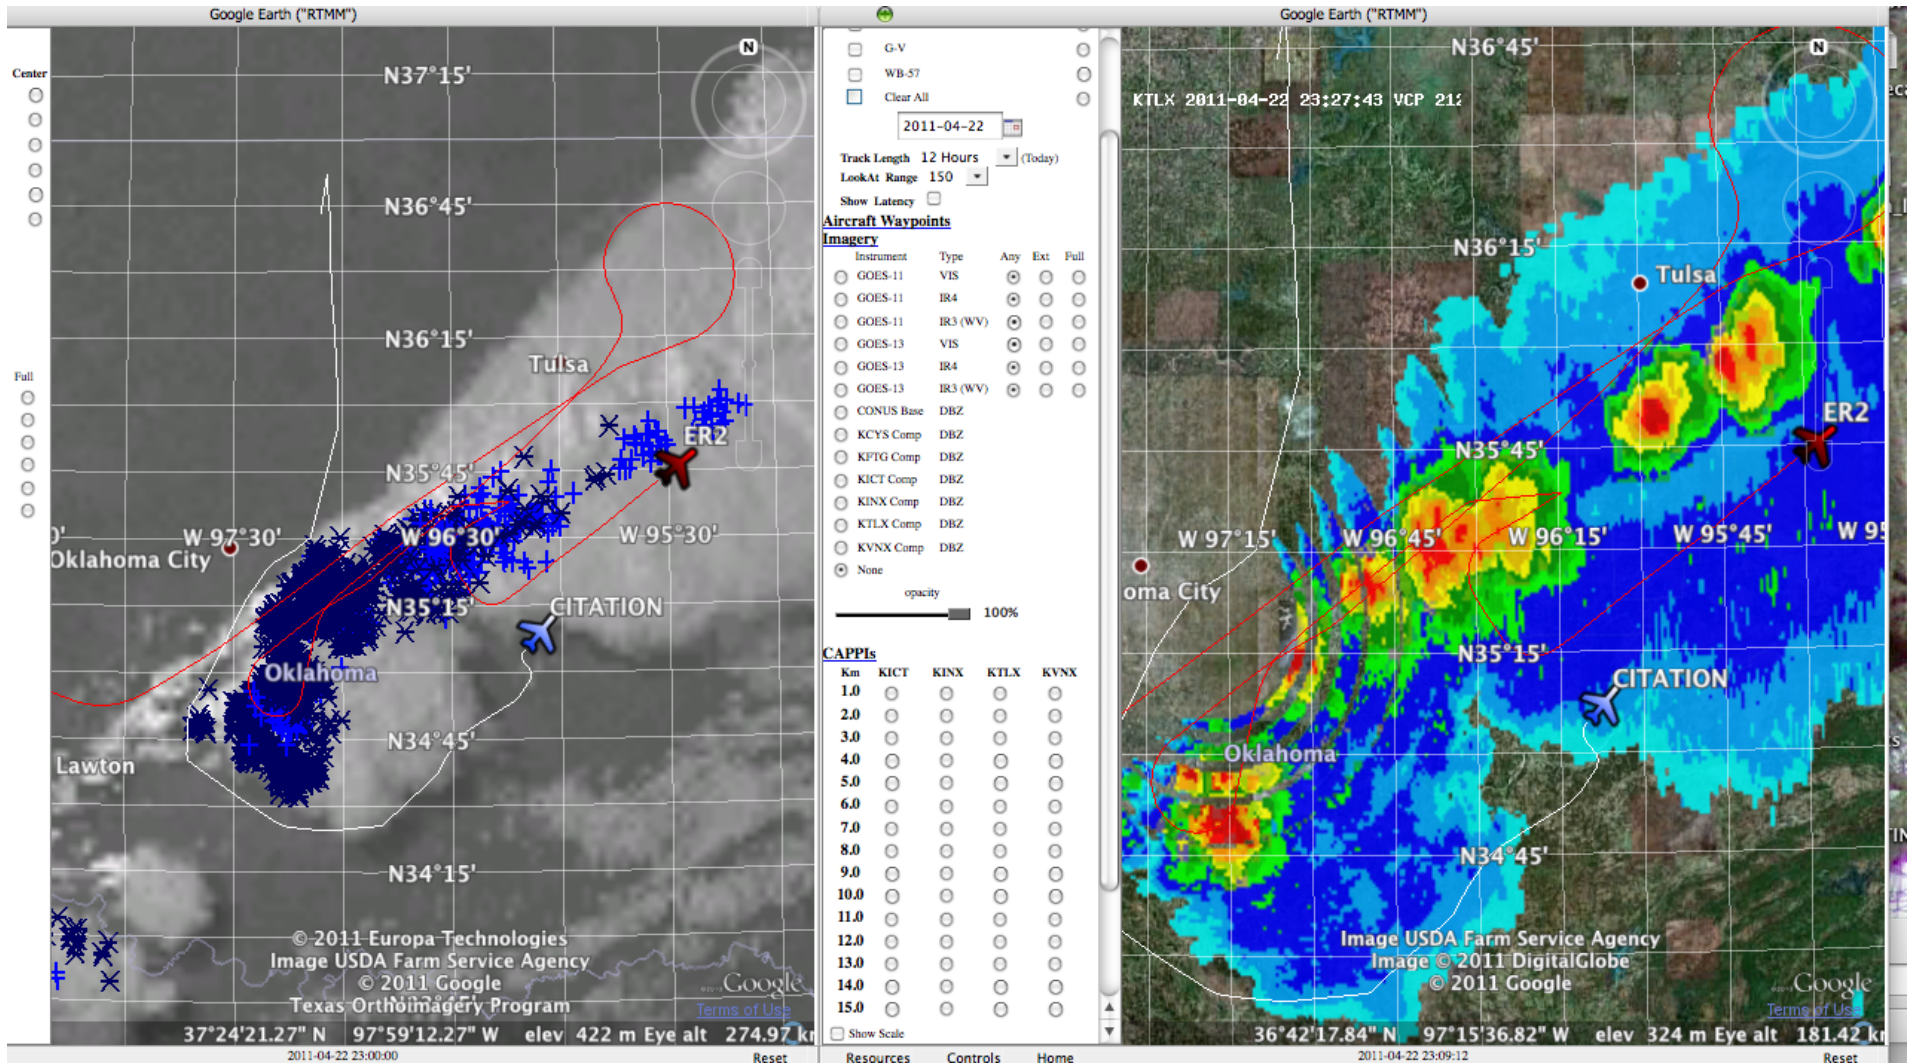 Google Earth ("RTMM")
Center
Full
N
N37°15'
N36°45'
N36°15'
Tulsa
ER2
N35°45'
0'
W 97°30'
W 96°30'
W 95°30'
Oklahoma City
N35°15'
CITATION
Oklahoma
N34°45'
Lawton
N34°15'
© 2011 Europa Technologies
Image USDA Farm Service Agency
© 2011 Google
Texas Orthoimagery Program
Google
Terms of Use
37°24'21.27" N 97°59'12.27" W elev 422 m Eye alt 274.97 kr
2011-04-22 23:00:00
Reset
G-V
WB-57
Clear All
2011-04-22
Track Length 12 Hours (Today)
LookAt Range 150
Show Latency
Aircraft Waypoints
Imagery
Instrument Type Any Ext Full
GOES-11 VIS
GOES-11 IR4
GOES-11 IR3 (WV)
GOES-13 VIS
GOES-13 IR4
GOES-13 IR3 (WV)
CONUS Base DBZ
KCYS Comp DBZ
KFTG Comp DBZ
KICT Comp DBZ
KINX Comp DBZ
KTLX Comp DBZ
KVNX Comp DBZ
None
opacity
100%
CAPPIs
Km KICT KINX KTLX KVNX
1.0
2.0
3.0
4.0
5.0
6.0
7.0
8.0
9.0
10.0
11.0
12.0
13.0
14.0
15.0
Show Scale
Resources Controls Home
Google Earth ("RTMM")
N36°45'
N
KTLX 2011-04-22 23:27:43 VCP 212
N36°15'
Tulsa
ER2
N35°45'
W 97°15'
W 96°45'
W 96°15'
W 95°45'
W 95
oma City
N35°15'
CITATION
Oklahoma
N34°45'
Image USDA Farm Service Agency
Image © 2011 DigitalGlobe
© 2011 Google
Google
Terms of Use
36°42'17.84" N 97°15'36.82" W elev 324 m Eye alt 181.42 kr
2011-04-22 23:09:12
Reset